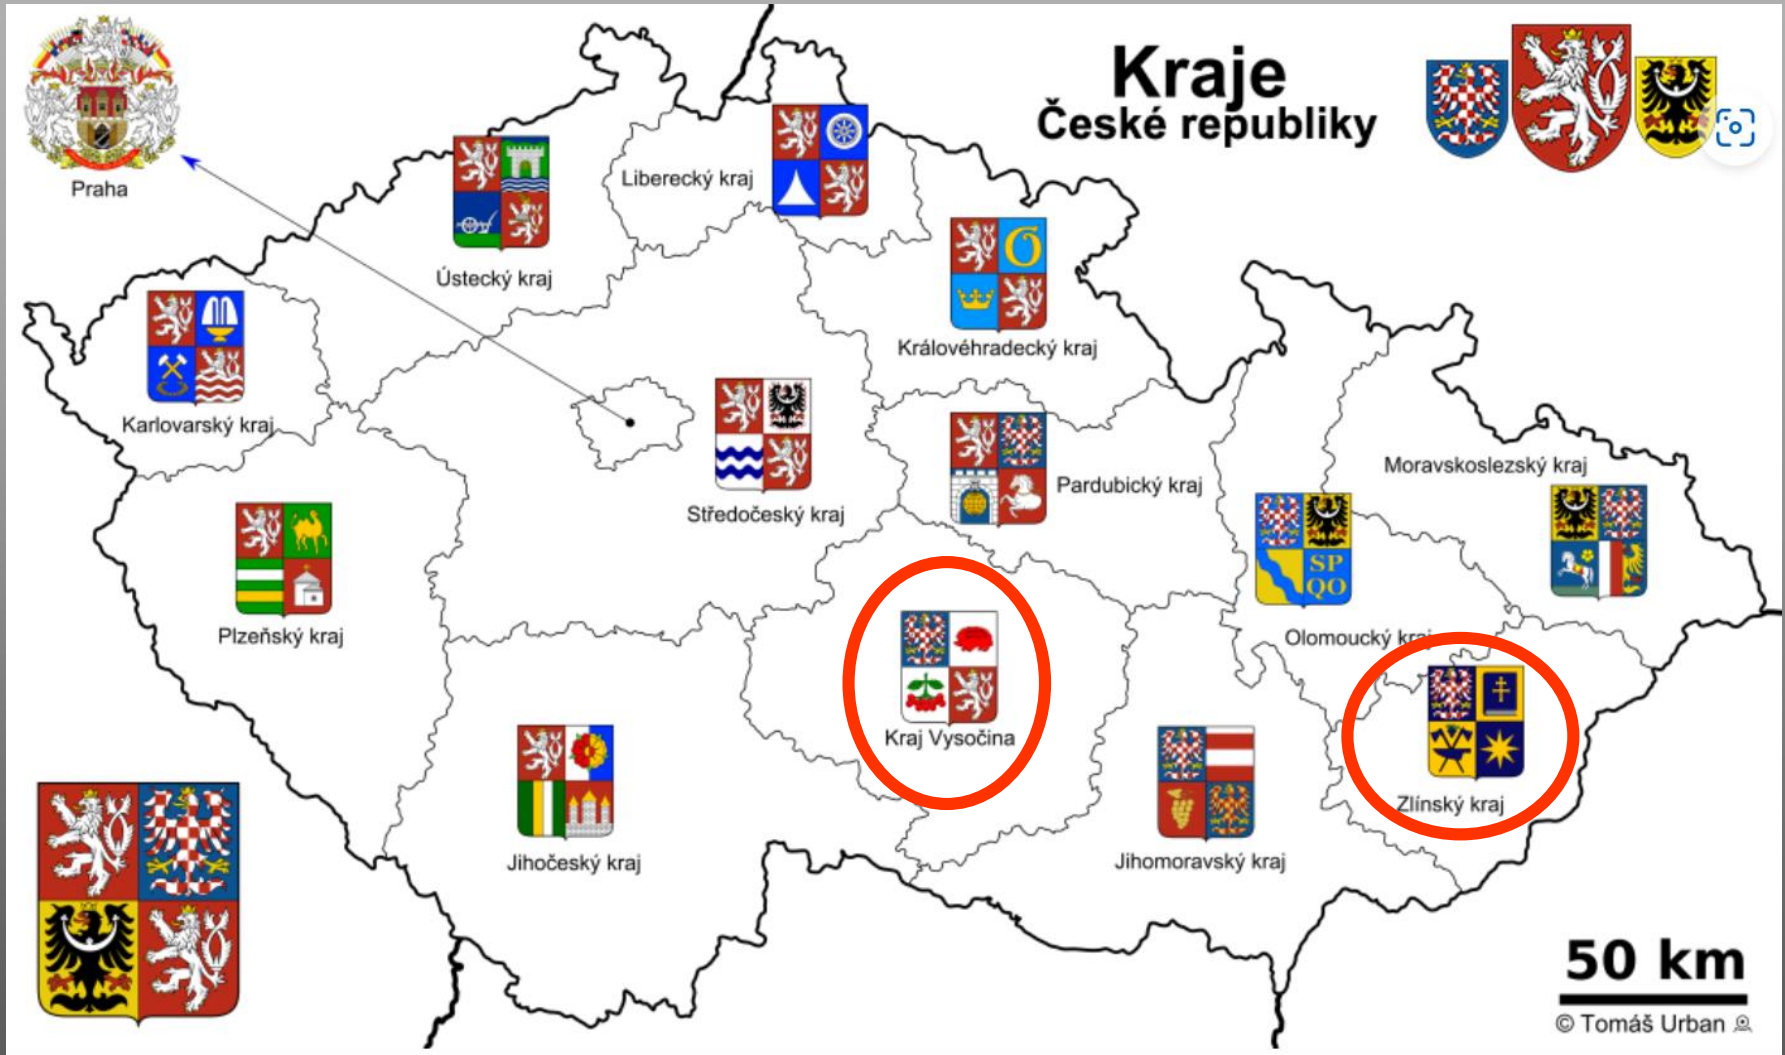 Kraje
České republiky
Praha
Liberecký kraj
Ústecký kraj
Královéhradecký kraj
Karlovarský kraj
Středočeský kraj
Pardubický kraj
Moravskoslezský kraj
SP
QO
Plzeňský kraj
Olomoucký kraj
Kraj Vysočina
Zlínský kraj
Jihočeský kraj
Jihomoravský kraj
50 km
© Tomáš Urban